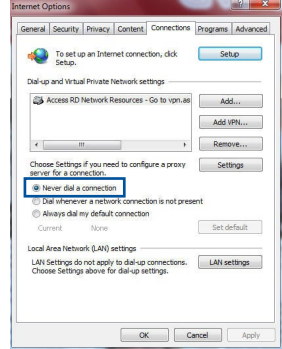 Internet Options
General Security Privacy Content Connections Programs Advanced
To set up an Internet connection, click
Setup.
Setup
Dial-up and Virtual Private Network settings
Access RD Network Resources - Go to vpn.as
Add...
Add VPN...
Remove...
Choose Settings if you need to configure a proxy
server for a connection.
Settings
Never dial a connection
Dial whenever a network connection is not present
Always dial my default connection
Current None
Set default
Local Area Network (LAN) settings
LAN Settings do not apply to dial-up connections.
Choose Settings above for dial-up settings.
LAN settings
OK Cancel Apply